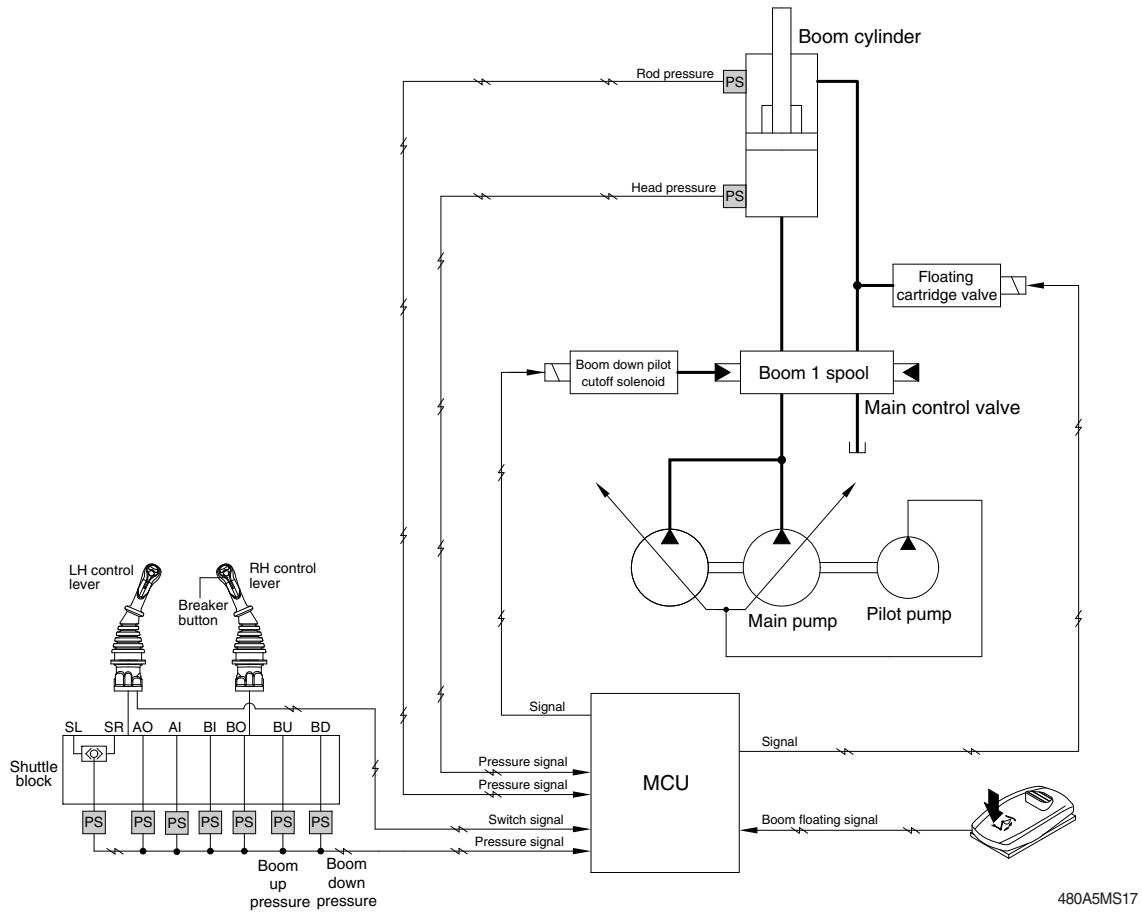 Boom cylinder
Rod pressure
PS
Head pressure
PS
Floating
cartridge valve
Boom down pilot
cutoff solenoid
Boom 1 spool
Main control valve
Main pump
Pilot pump
LH control
lever
RH control
lever
Breaker
button
SL
SR
AO
AI
BI
BO
BU
BD
Shuttle
block
PS
PS
PS
PS
PS
PS
PS
Boom
up
pressure
Boom
down
pressure
Signal
Pressure signal
Pressure signal
Switch signal
Pressure signal
MCU
Signal
Boom floating signal
480A5MS17